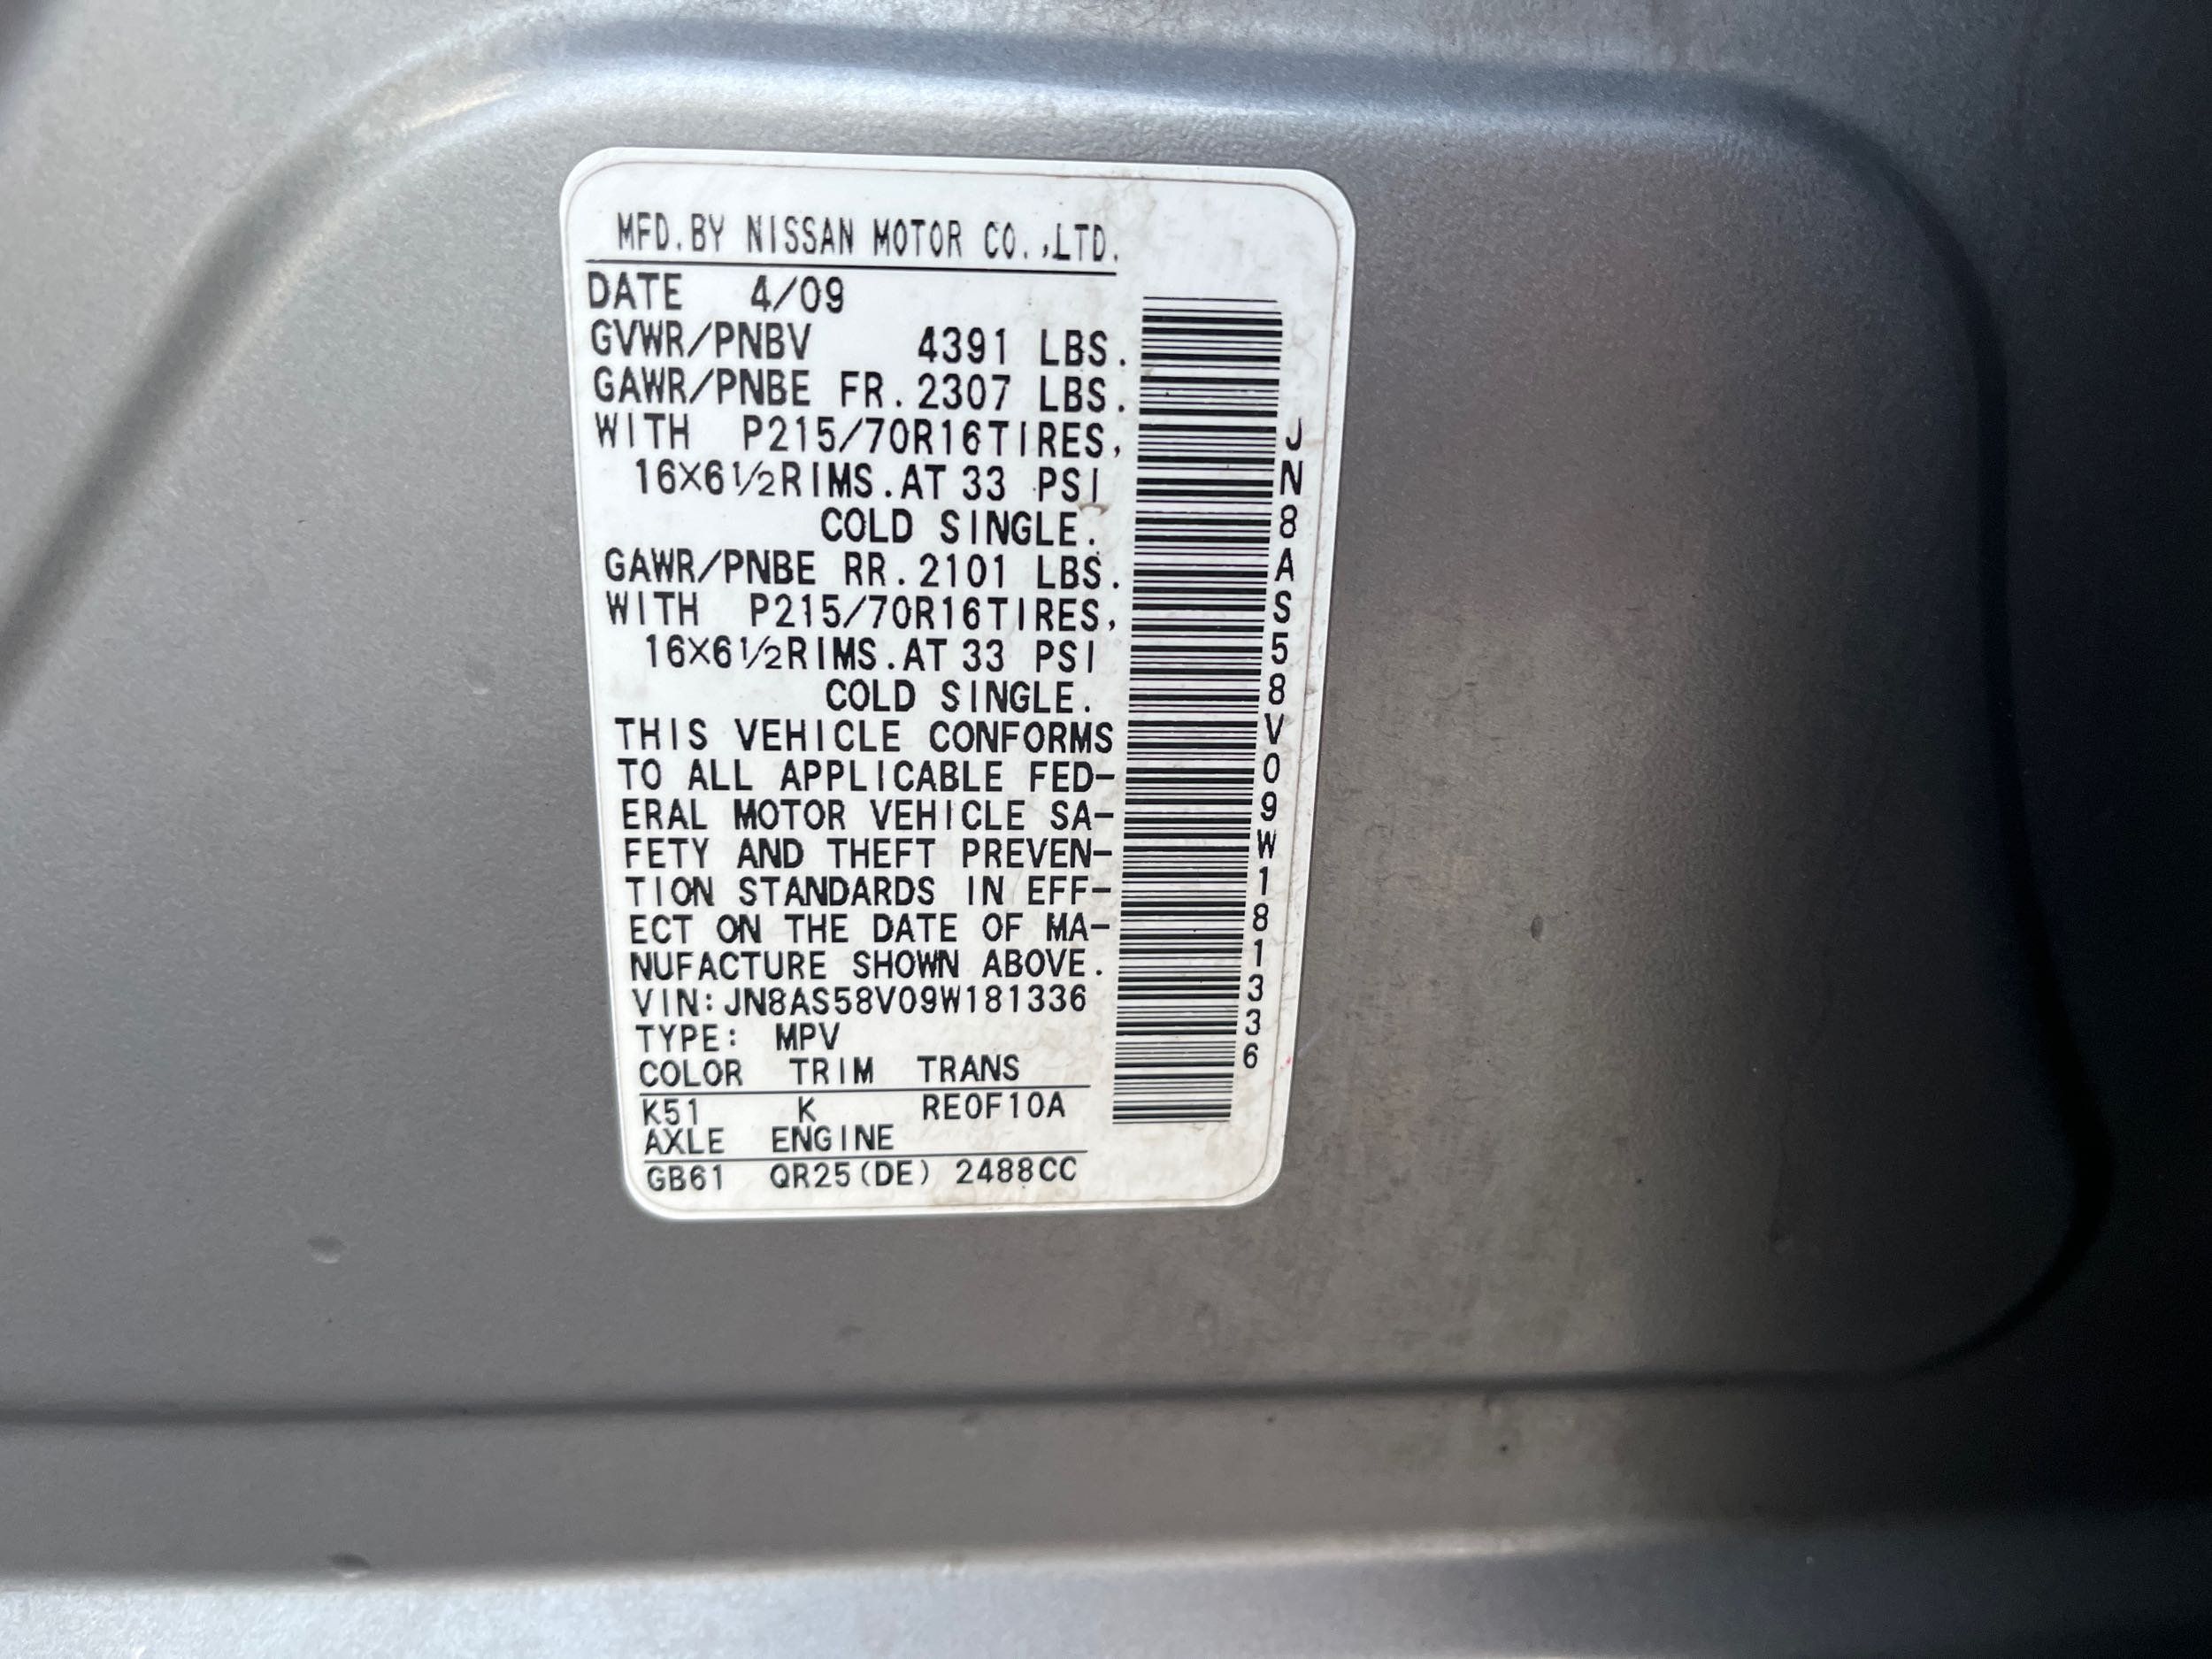 MFD.BY NISSAN MOTOR CO.,LTD.
DATE 4/09
GVWR/PNBV 4391 LBS.
GAWR/PNBE FR.2307 LBS.
WITH P215/70R16TIRES,
16X6½RIMS.AT 33 PSI
COLD SINGLE.
GAWR/PNBE RR.2101 LBS.
WITH P215/70R16TIRES,
16X6½RIMS.AT 33 PSI
COLD SINGLE.
THIS VEHICLE CONFORMS
TO ALL APPLICABLE FED-
ERAL MOTOR VEHICLE SA-
FETY AND THEFT PREVEN-
TION STANDARDS IN EFF-
ECT ON THE DATE OF MA-
NUFACTURE SHOWN ABOVE.
VIN:JN8AS58V09W181336
TYPE: MPV
COLOR TRIM TRANS
K51 K RE0F10A
AXLE ENGINE
GB61 QR25(DE) 2488CC
JN8AS58V09W181336